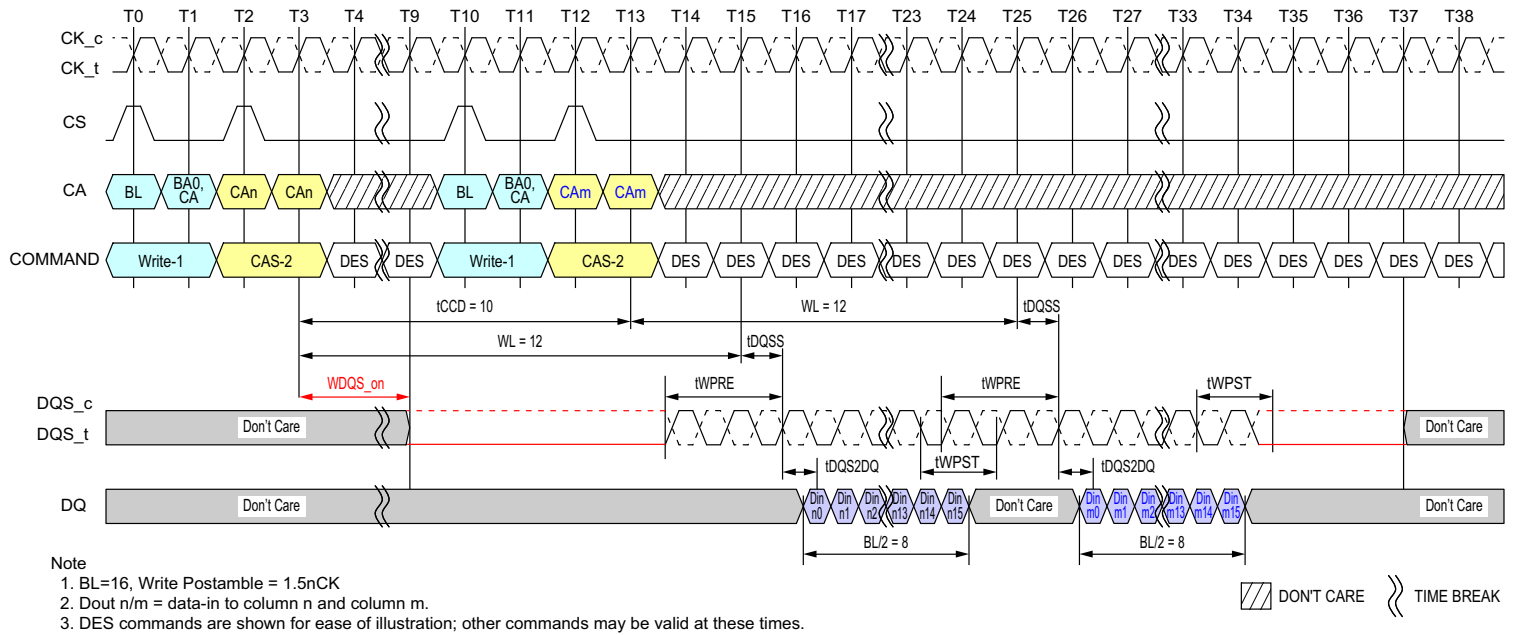 T0 T1 T2 T3 T4 T9 T10 T11 T12 T13 T14 T15 T16 T17 T23 T24 T25 T26 T27 T33 T34 T35 T36 T37 T38
CK_c
CK_t
CS
CA BL BA0, CA CAn CAn BL BA0, CA CAm CAm
COMMAND Write-1 CAS-2 DES DES Write-1 CAS-2 DES DES DES DES DES DES DES DES DES DES DES DES DES DES DES
tCCD = 10 WL = 12 tDQSS
WL = 12 tDQSS
WDQS_on tWPRE tWPRE tWPST
DQS_c
DQS_t Don't Care Don't Care
tDQS2DQ tWPST tDQS2DQ
DQ Don't Care Din n0 Din n1 Din n2 Din n13 Din n14 Din n15 Don't Care Din m0 Din m1 Din m2 Din m13 Din m14 Din m15 Don't Care
BL/2 = 8 BL/2 = 8
Note
1. BL=16, Write Postamble = 1.5nCK
2. Dout n/m = data-in to column n and column m.
3. DES commands are shown for ease of illustration; other commands may be valid at these times.
DON'T CARE TIME BREAK